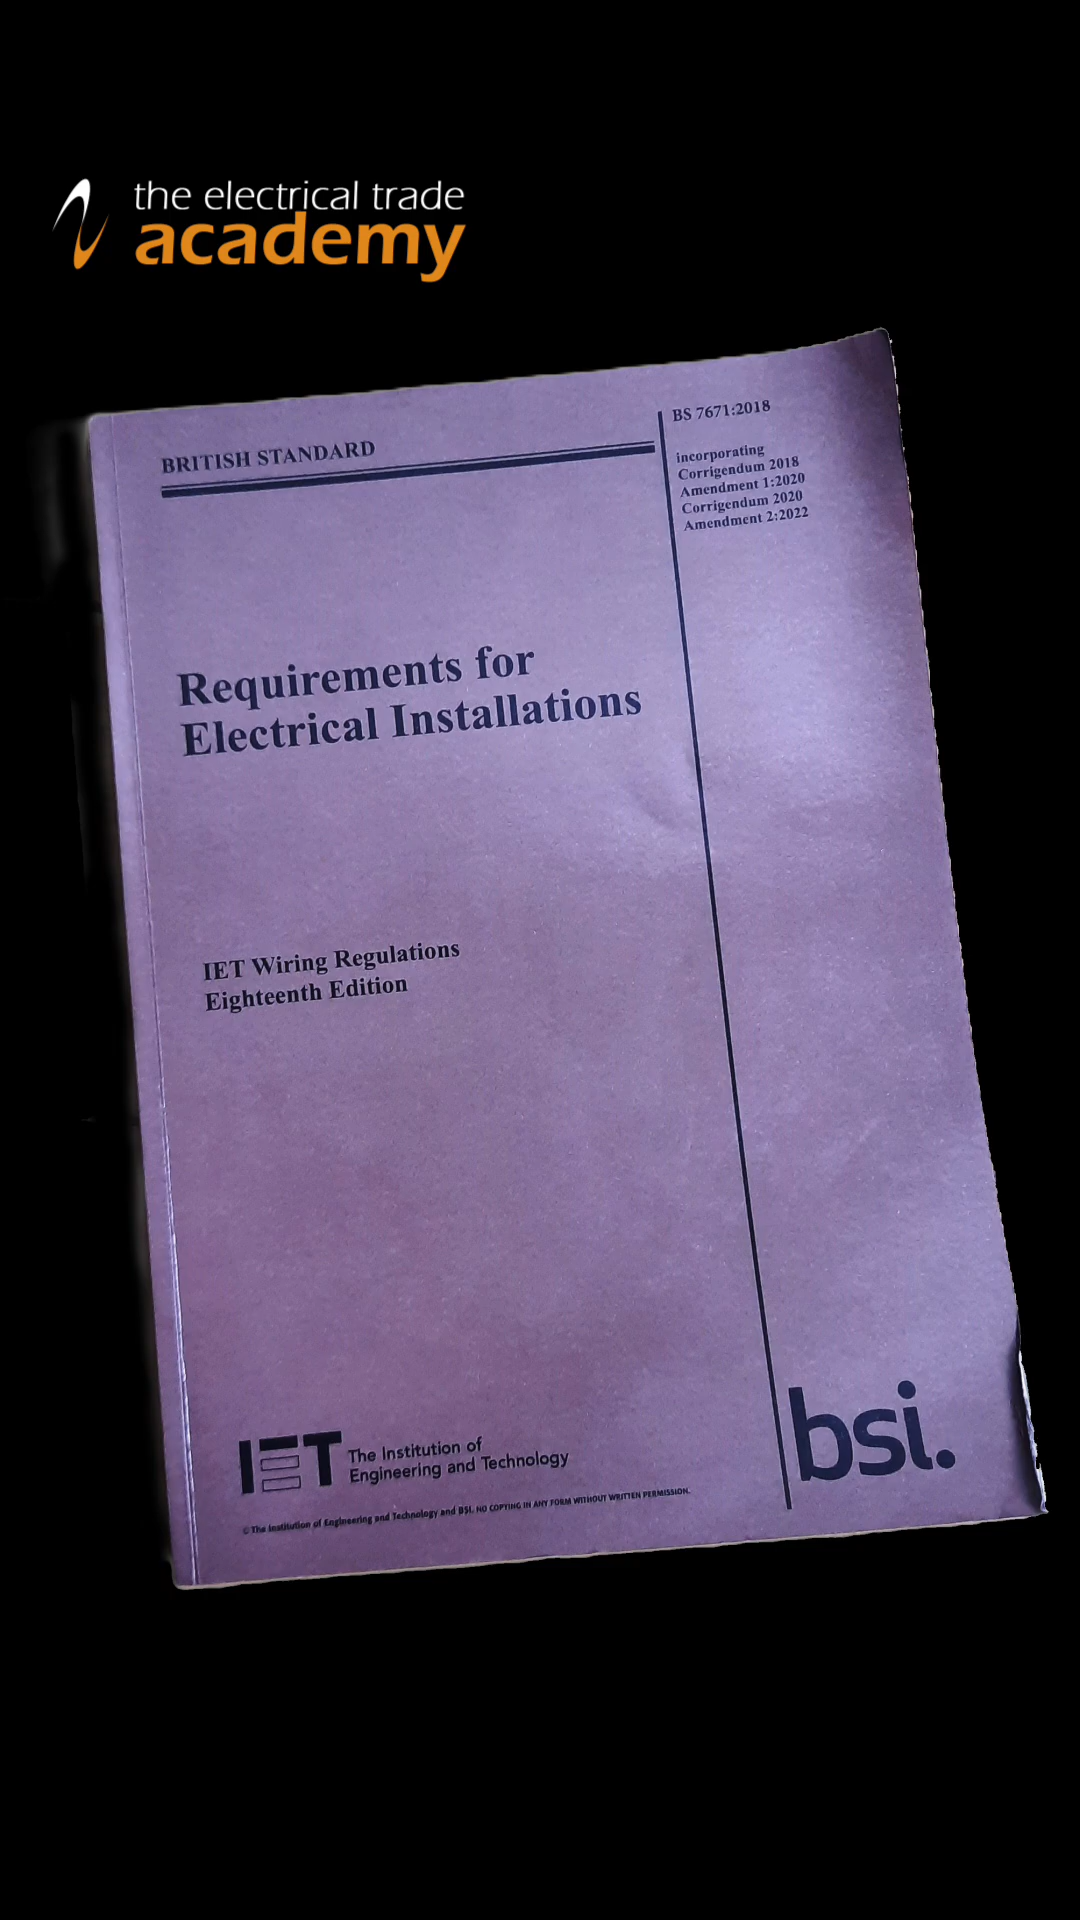 the electrical trade
academy
BRITISH STANDARD
BS 7671:2018
incorporating
Corrigendum 2018
Amendment 1:2020
Corrigendum 2020
Amendment 2:2022
Requirements for
Electrical Installations
IET Wiring Regulations
Eighteenth Edition
IET The Institution of
Engineering and Technology
bsi.
© The Institution of Engineering and Technology and BSI. NO COPYING IN ANY FORM WITHOUT WRITTEN PERMISSION.